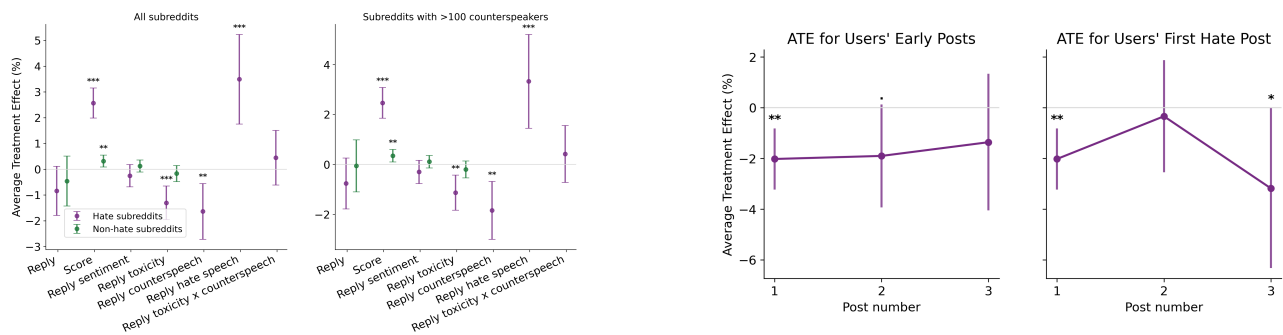 All subreddits
Average Treatment Effect (%)
5
4
3
2
1
0
−1
−2
−3
***
**
***
**
***
Hate subreddits
Non-hate subreddits
Reply
Score
Reply sentiment
Reply toxicity
Reply counterspeech
Reply hate speech
Reply toxicity x counterspeech
Subreddits with >100 counterspeakers
4
2
0
−2
***
**
**
**
***
Reply
Score
Reply sentiment
Reply toxicity
Reply counterspeech
Reply hate speech
Reply toxicity x counterspeech
ATE for Users' Early Posts
Average Treatment Effect (%)
2
0
−2
−4
−6
**
.
1
2
3
Post number
ATE for Users' First Hate Post
**
*
1
2
3
Post number